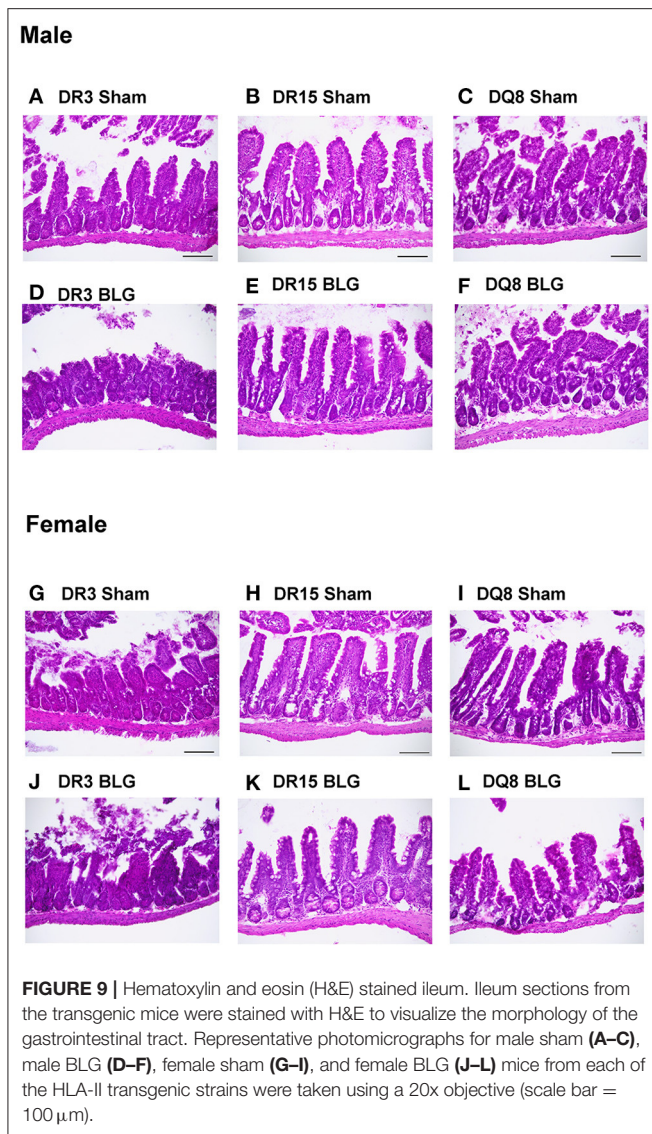 Male
A DR3 Sham
B DR15 Sham
C DQ8 Sham
D DR3 BLG
E DR15 BLG
F DQ8 BLG
Female
G DR3 Sham
H DR15 Sham
I DQ8 Sham
J DR3 BLG
K DR15 BLG
L DQ8 BLG
FIGURE 9 | Hematoxylin and eosin (H&E) stained ileum. Ileum sections from
the transgenic mice were stained with H&E to visualize the morphology of the
gastrointestinal tract. Representative photomicrographs for male sham (A–C),
male BLG (D–F), female sham (G–I), and female BLG (J–L) mice from each of
the HLA-II transgenic strains were taken using a 20x objective (scale bar =
100 μm).